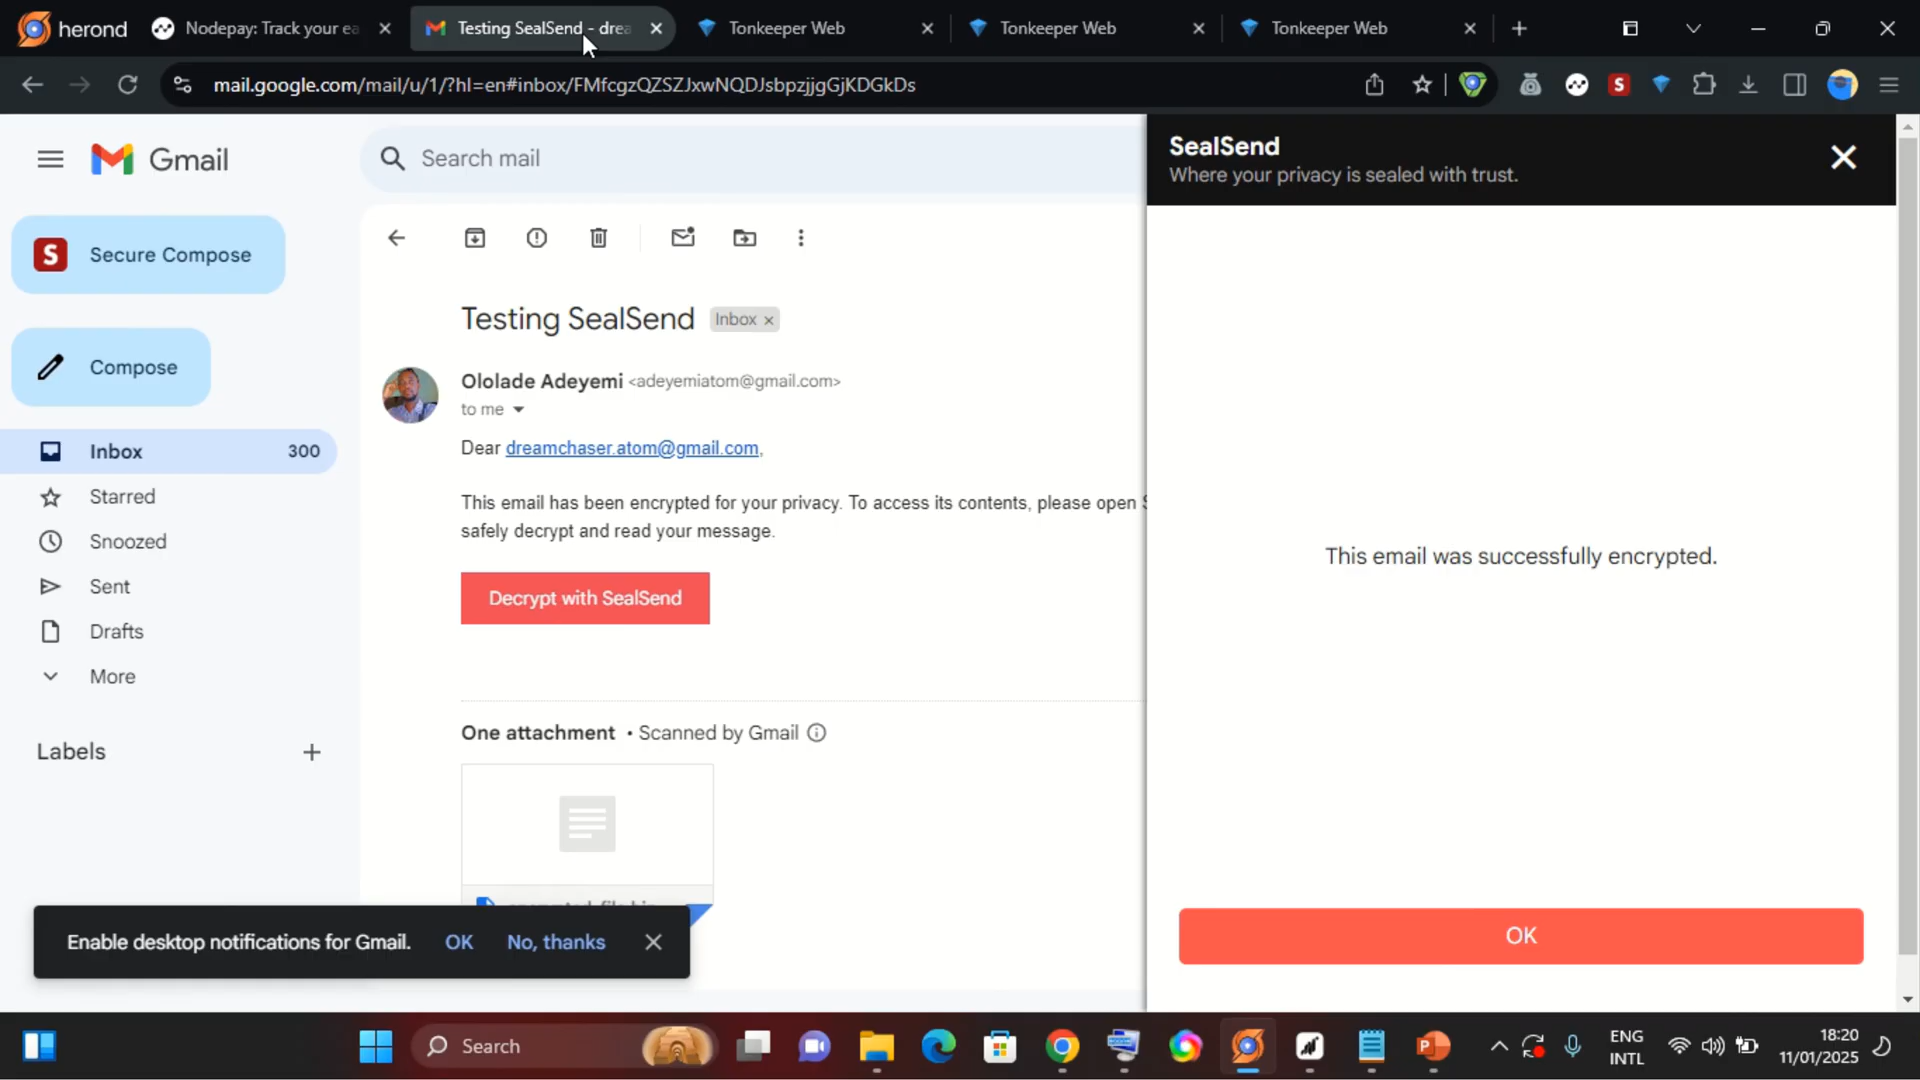 herond
Nodepay: Track your ea
Testing SealSend - drea
Tonkeeper Web
Tonkeeper Web
Tonkeeper Web
mail.google.com/mail/u/1/?hl=en#inbox/FMfcgzQZSZJxwNQDJsbpzjjgGjKDGkDs
S
Gmail
Search mail
SealSend
Where your privacy is sealed with trust.
S Secure Compose
Compose
Inbox 300
Starred
Snoozed
Sent
Drafts
More
Labels
Testing SealSend
Inbox ×
Ololade Adeyemi <adeyemiatom@gmail.com>
to me
Dear dreamchaser.atom@gmail.com,
This email has been encrypted for your privacy. To access its contents, please open
safely decrypt and read your message.
Decrypt with SealSend
One attachment • Scanned by Gmail
This email was successfully encrypted.
OK
Enable desktop notifications for Gmail. OK No, thanks
Search
ENG
INTL
18:20
11/01/2025